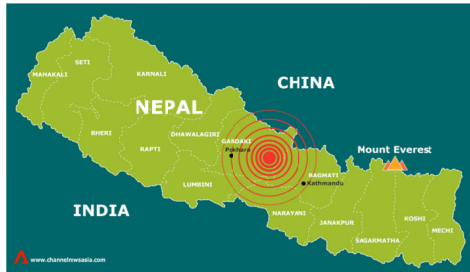 SETI
MAHAKALI
KARNALI
CHINA
NEPAL
BHERI
DHAWALAGIRI
GANDAKI
RAPTI
Pokhara
Mount Everest
BAGMATI
LUMBINI
Kathmandu
INDIA
NARAYANI
JANAKPUR
KOSHI
MECHI
SAGARMATHA
www.channelnewsasia.com